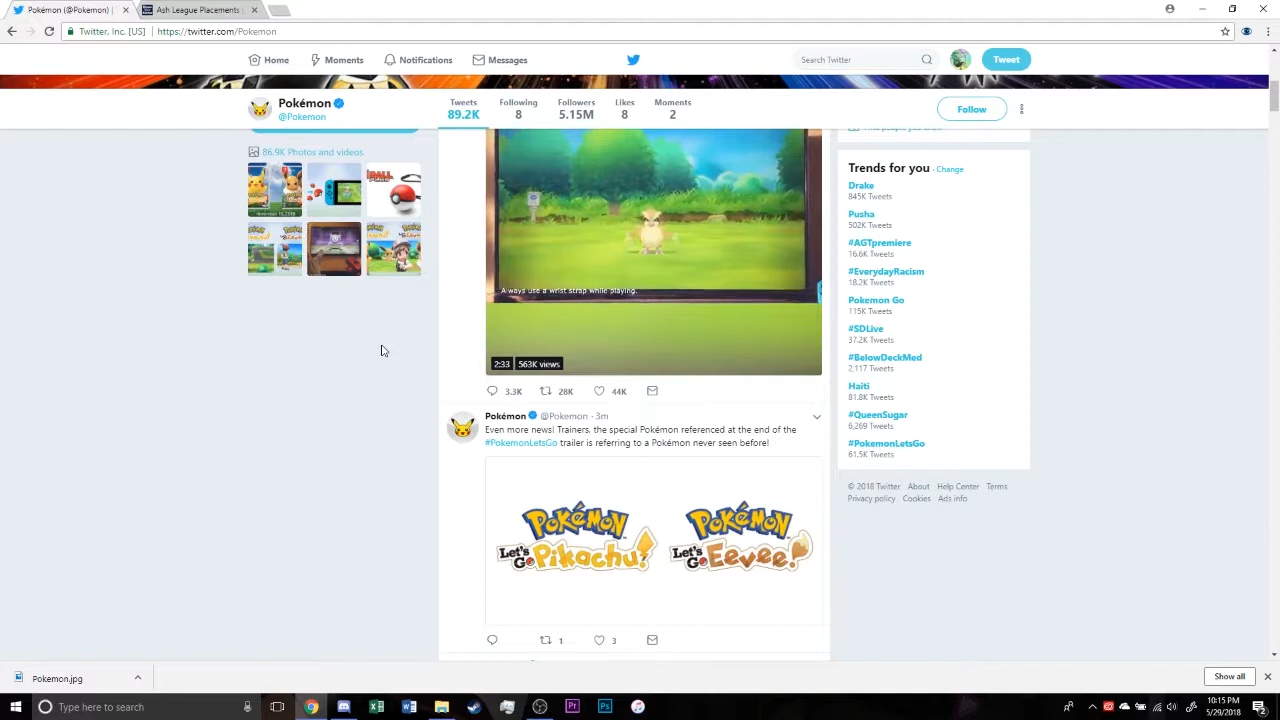 Pokémon (@Pokemon) |
Ash League Placements |
Twitter, Inc. [US] | https://twitter.com/Pokemon
Home
Moments
Notifications
Messages
Search Twitter
Tweet
Pokémon
@Pokemon
Tweets
89.2K
Following
8
Followers
5.15M
Likes
8
Moments
2
Follow
86.9K Photos and videos
November 16, 2018
Always use a wrist strap while playing.
2:33
563K views
3.3K
28K
44K
Pokémon @Pokemon · 3m
Even more news! Trainers, the special Pokémon referenced at the end of the
#PokemonLetsGo trailer is referring to a Pokémon never seen before!
Pokémon
Let's Go Pikachu!
Pokémon
Let's Go Eevee!
1
3
Trends for you · Change
Drake
845K Tweets
Pusha
502K Tweets
#AGTpremiere
16.6K Tweets
#EverydayRacism
18.2K Tweets
Pokemon Go
115K Tweets
#SDLive
37.2K Tweets
#BelowDeckMed
2,117 Tweets
Haiti
81.8K Tweets
#QueenSugar
6,269 Tweets
#PokemonLetsGo
61.5K Tweets
© 2018 Twitter About Help Center Terms
Privacy policy Cookies Ads info
Pokemon.jpg
Show all
Type here to search
10:15 PM
5/29/2018